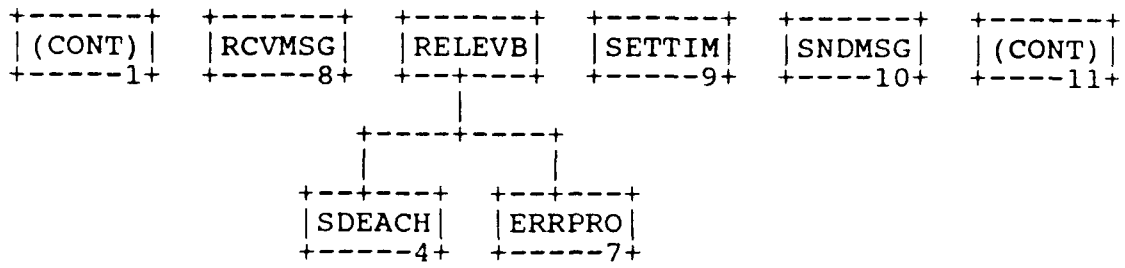 +------+ +------+ +------+ +------+ +------+ +------+
|(CONT)| |RCVMSG| |RELEVB| |SETTIM| |SNDMSG| |(CONT)|
+-----1+ +-----8+ +--+---+ +-----9+ +----10+ +----11+
|
+----+----+
| |
+--+---+ +--+---+
|SDEACH| |ERRPRO|
+-----4+ +-----7+